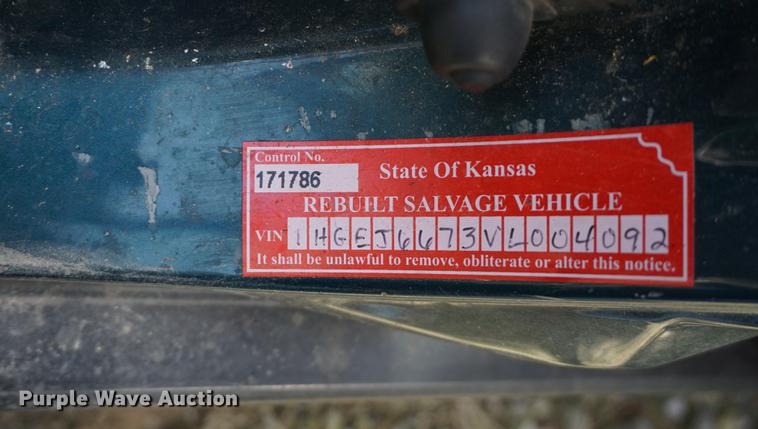 Control No.
171786
State Of Kansas
REBUILT SALVAGE VEHICLE
VIN 1HGEJ6673VL004092
It shall be unlawful to remove, obliterate or alter this notice.
Purple Wave Auction